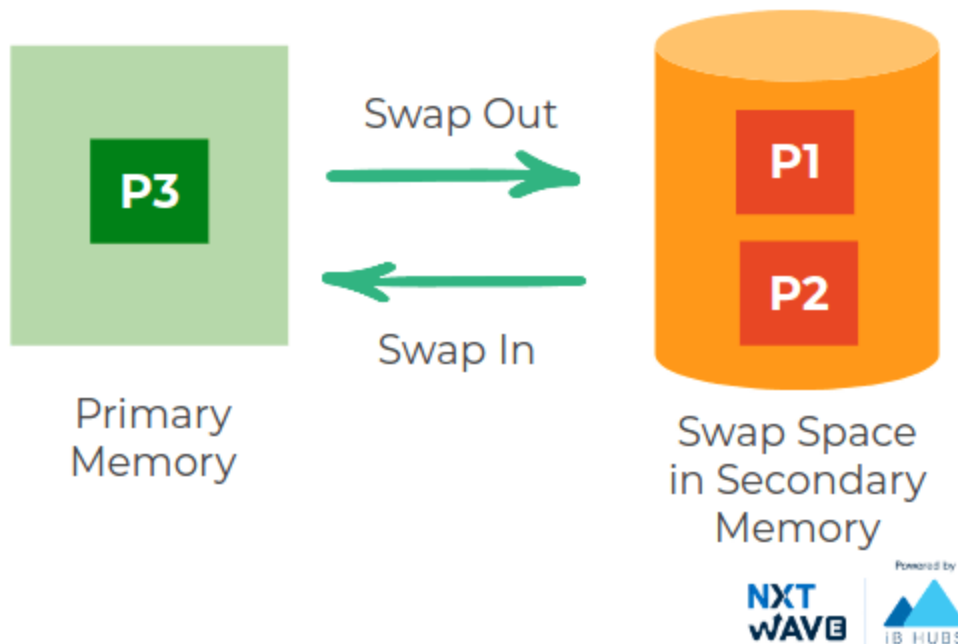 Swap Out
P3
P1
P2
Swap In
Primary
Memory
Swap Space
in Secondary
Memory
Powered by
NXT
WAVE
iB HUBS